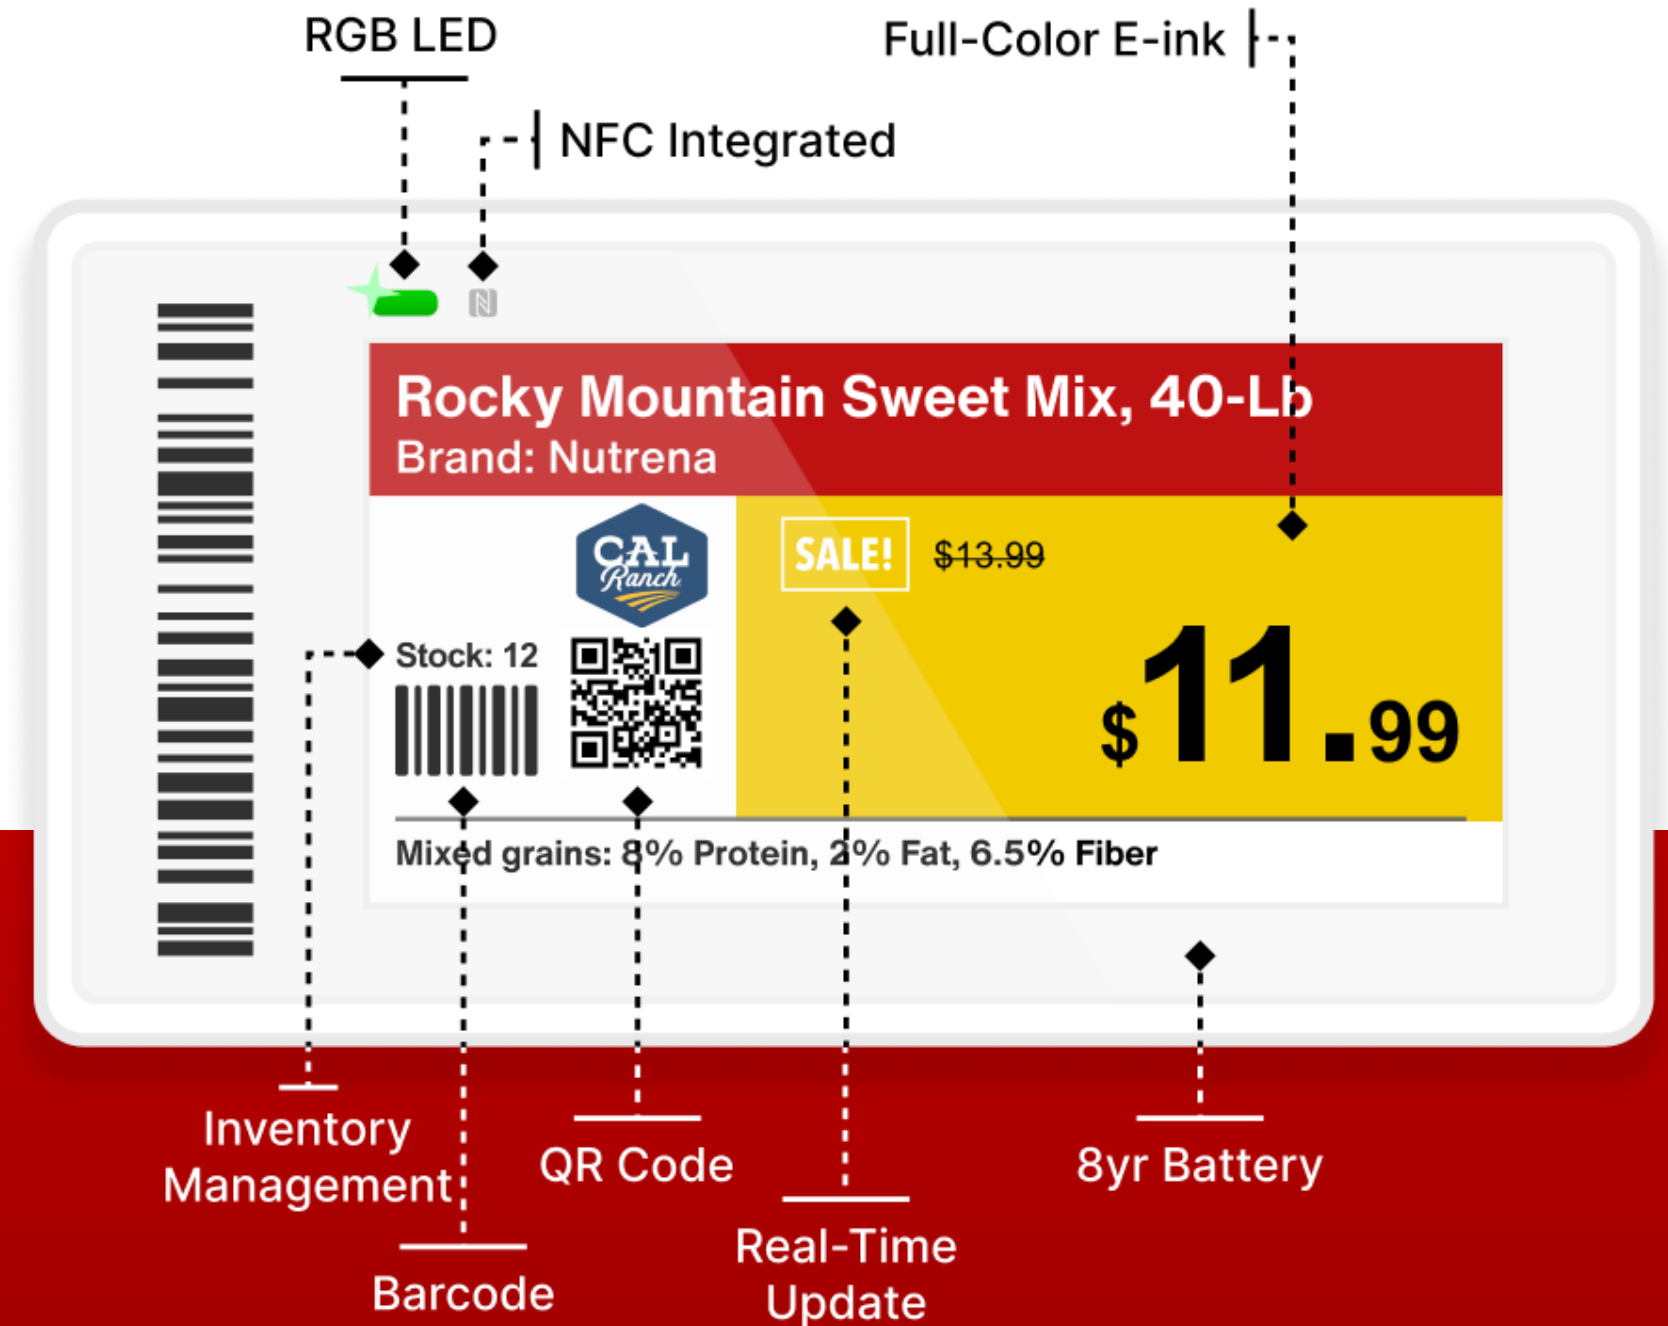 RGB LED
Full-Color E-ink
NFC Integrated
Rocky Mountain Sweet Mix, 40-Lb
Brand: Nutrena
CAL
Ranch
SALE!
$13.99
Stock: 12
$11.99
Mixed grains: 8% Protein, 2% Fat, 6.5% Fiber
Inventory
Management
QR Code
8yr Battery
Barcode
Real-Time
Update